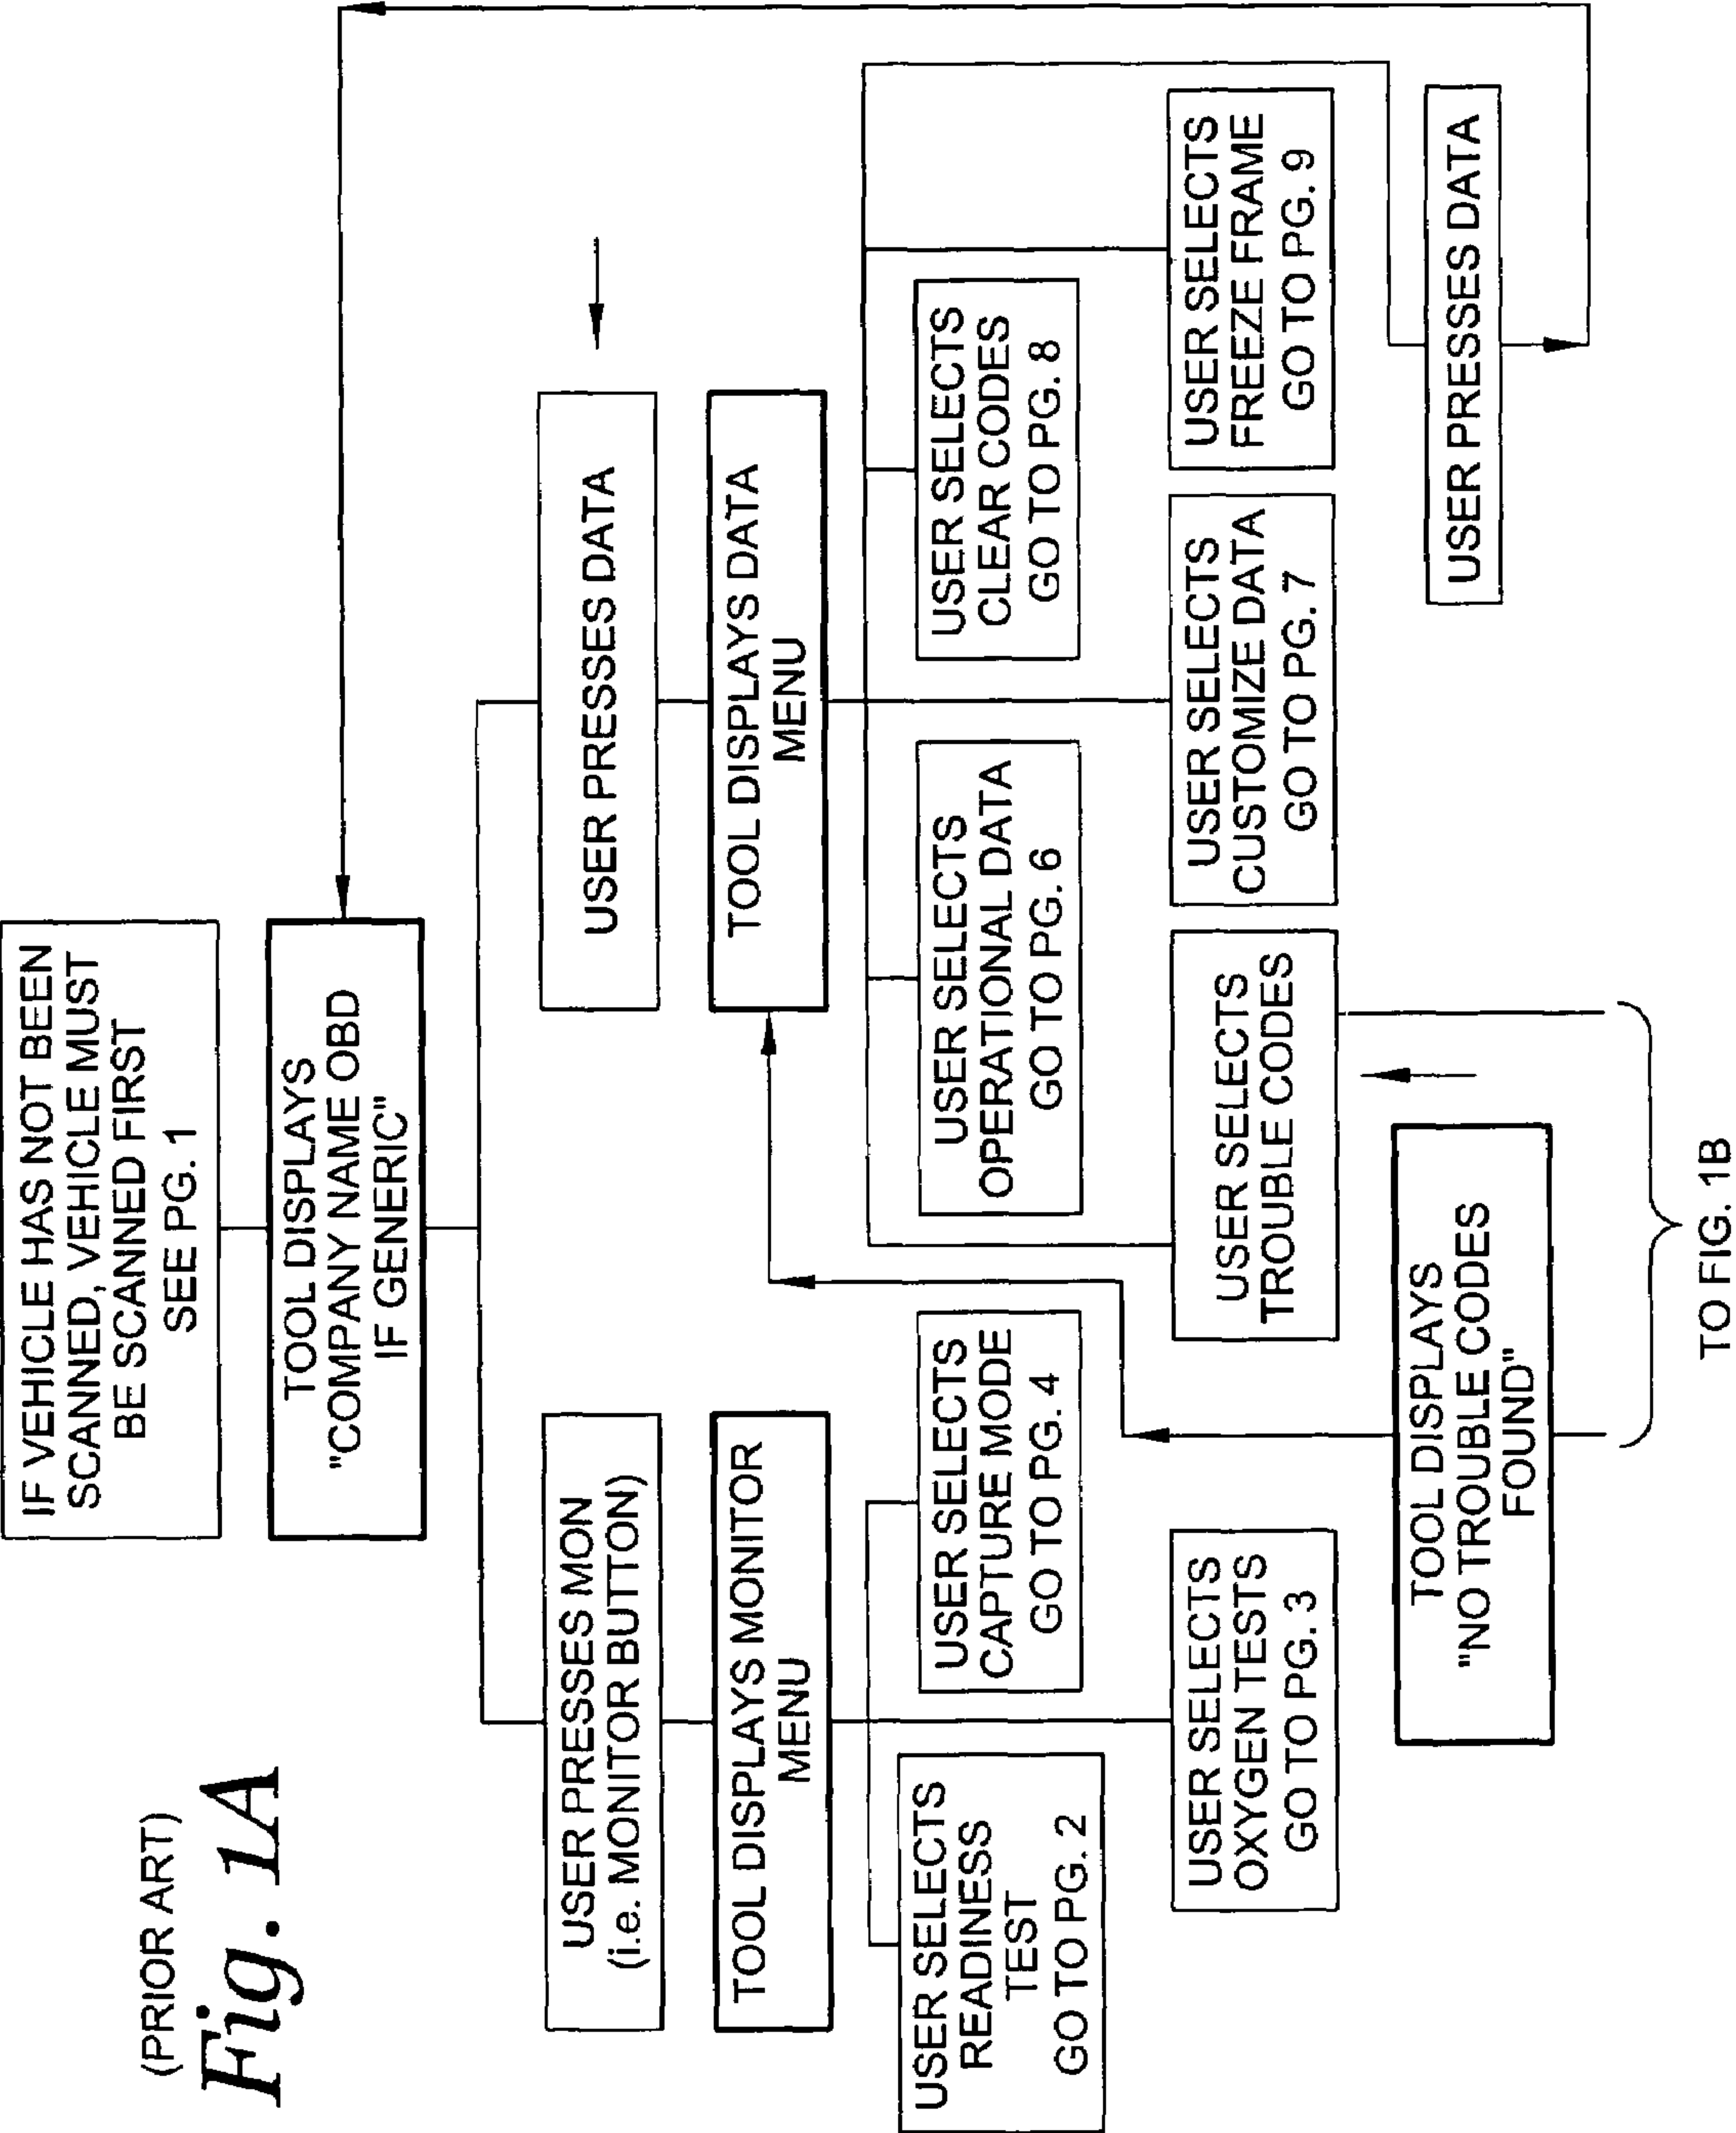 (PRIOR ART)
Fig. 1A
IF VEHICLE HAS NOT BEEN
SCANNED, VEHICLE MUST
BE SCANNED FIRST
SEE PG. 1
TOOL DISPLAYS
"COMPANY NAME OBD
IF GENERIC"
USER PRESSES MON
(i.e. MONITOR BUTTON)
USER PRESSES DATA
TOOL DISPLAYS MONITOR
MENU
TOOL DISPLAYS DATA
MENU
USER SELECTS
READINESS
TEST
GO TO PG. 2
USER SELECTS
CAPTURE MODE
GO TO PG. 4
USER SELECTS
OPERATIONAL DATA
GO TO PG. 6
USER SELECTS
CLEAR CODES
GO TO PG. 8
USER SELECTS
OXYGEN TESTS
GO TO PG. 3
USER SELECTS
TROUBLE CODES
USER SELECTS
CUSTOMIZE DATA
GO TO PG. 7
USER SELECTS
FREEZE FRAME
GO TO PG. 9
TOOL DISPLAYS
"NO TROUBLE CODES
FOUND"
USER PRESSES DATA
TO FIG. 1B